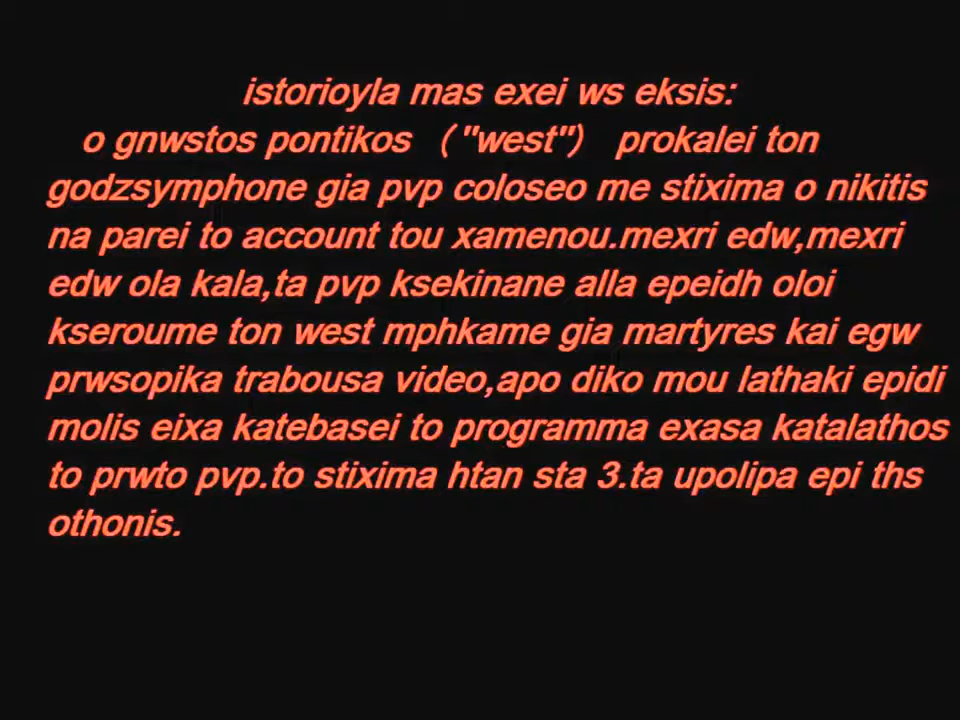 istorioyla mas exei ws eksis:
o gnwstos pontikos ("west") prokalei ton
godzsymphone gia pvp coloseo me stixima o nikitis
na parei to account tou xamenou.mexri edw,mexri
edw ola kala,ta pvp ksekinane alla epeidh oloi
kseroume ton west mphkame gia martyres kai egw
prwsopika trabousa video,apo diko mou lathaki epidi
molis eixa katebasei to programma exasa katalathos
to prwto pvp.to stixima htan sta 3.ta upolipa epi ths
othonis.